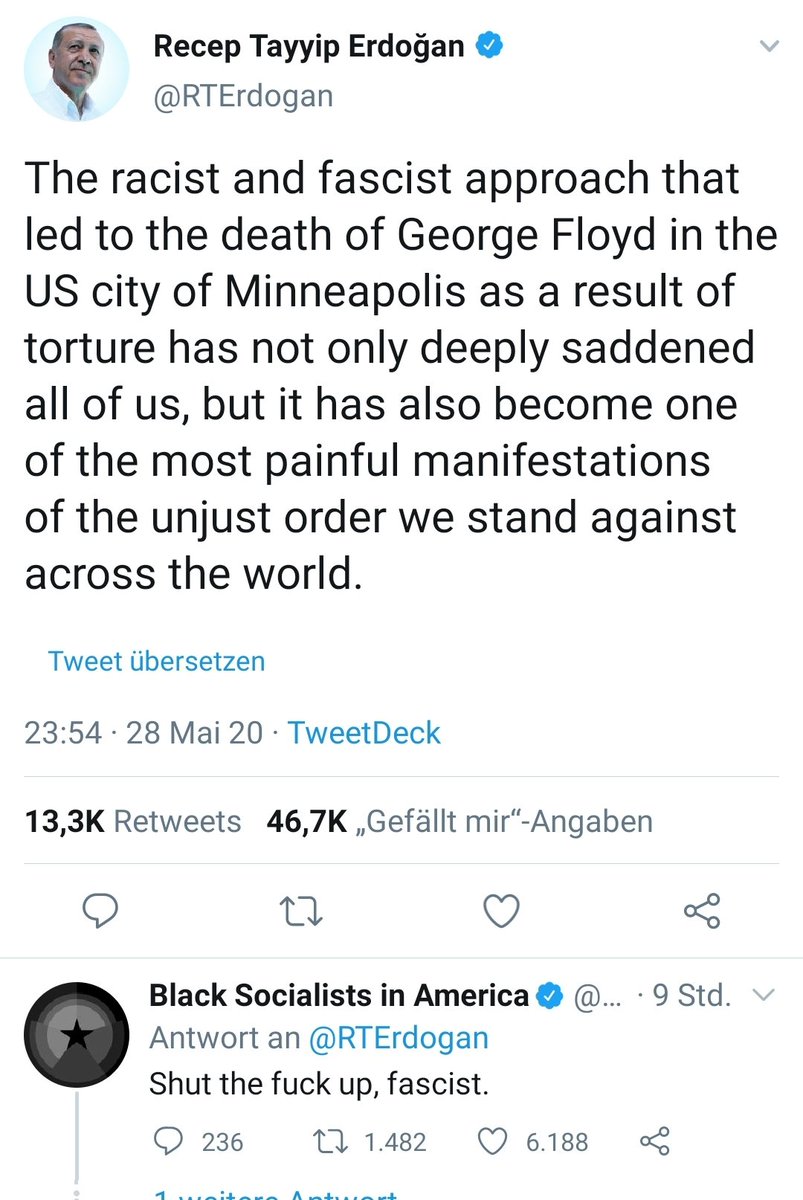 Recep Tayyip Erdoğan
@RTErdogan
The racist and fascist approach that
led to the death of George Floyd in the
US city of Minneapolis as a result of
torture has not only deeply saddened
all of us, but it has also become one
of the most painful manifestations
of the unjust order we stand against
across the world.
Tweet übersetzen
23:54 · 28 Mai 20 · TweetDeck
13,3K Retweets 46,7K „Gefällt mir“-Angaben
Black Socialists in America @... · 9 Std.
Antwort an @RTErdogan
Shut the fuck up, fascist.
236 1.482 6.188
1 weitere Antwort